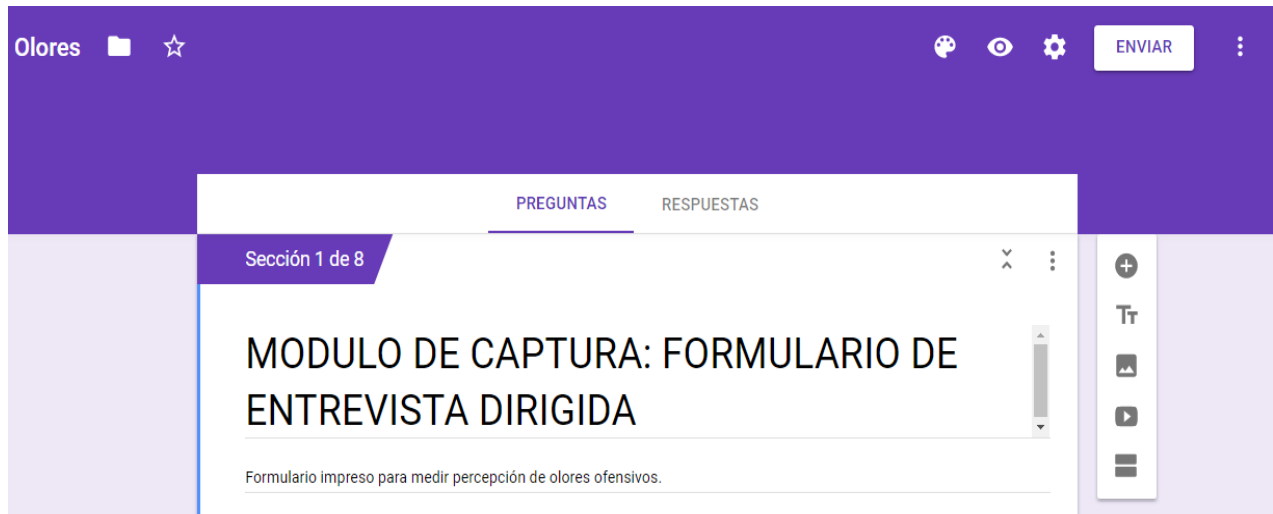 Olores
ENVIAR
PREGUNTAS RESPUESTAS
Sección 1 de 8
MODULO DE CAPTURA: FORMULARIO DE
ENTREVISTA DIRIGIDA
Formulario impreso para medir percepción de olores ofensivos.
Tт